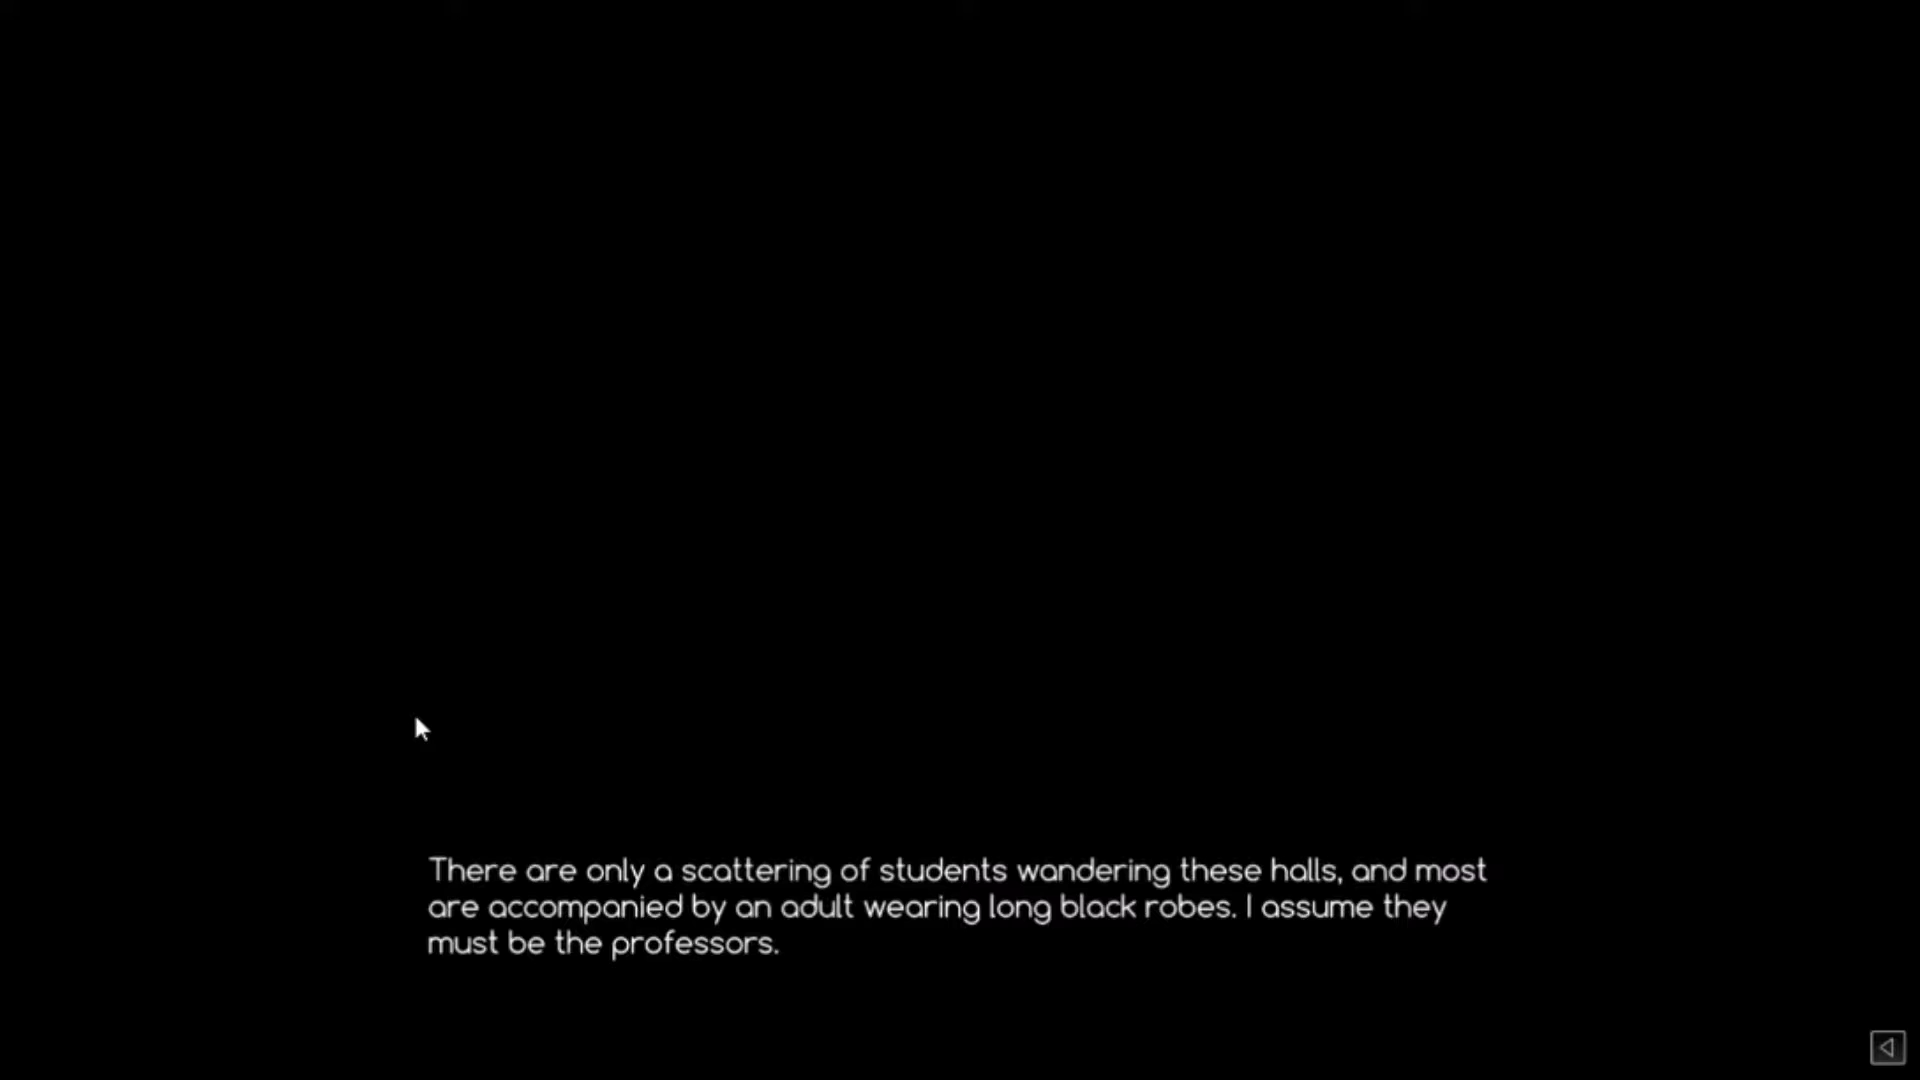 There are only a scattering of students wandering these halls, and most
are accompanied by an adult wearing long black robes. I assume they
must be the professors.